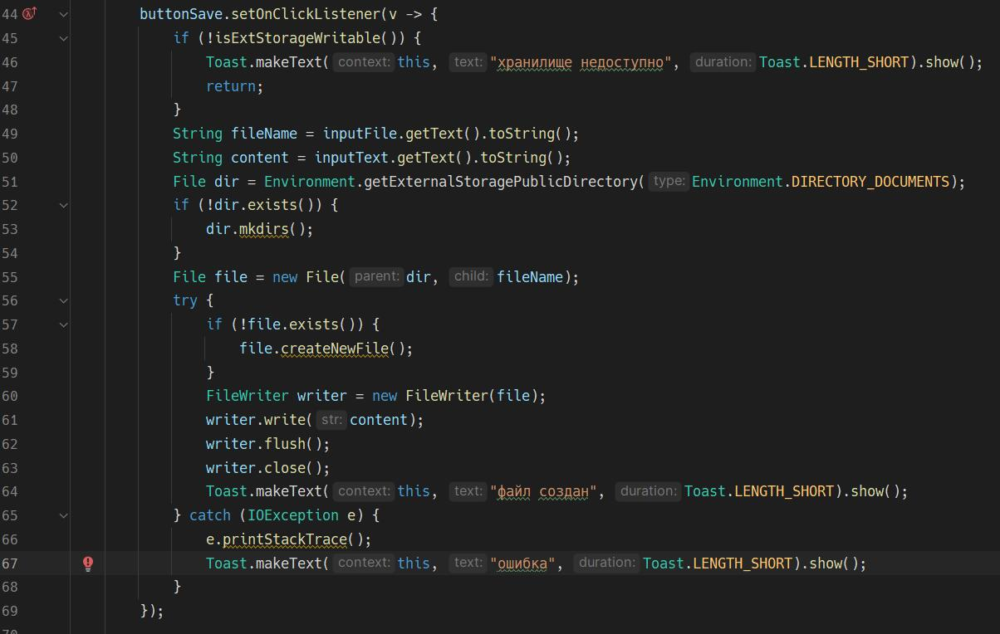 44 buttonSave.setOnClickListener(v -> {
45 if (!isExtStorageWritable()) {
46 Toast.makeText( context: this, text: "хранилище недоступно", duration: Toast.LENGTH_SHORT).show();
47 return;
48 }
49 String fileName = inputFile.getText().toString();
50 String content = inputText.getText().toString();
51 File dir = Environment.getExternalStoragePublicDirectory( type: Environment.DIRECTORY_DOCUMENTS);
52 if (!dir.exists()) {
53 dir.mkdirs();
54 }
55 File file = new File( parent: dir, child: fileName);
56 try {
57 if (!file.exists()) {
58 file.createNewFile();
59 }
60 FileWriter writer = new FileWriter(file);
61 writer.write( str: content);
62 writer.flush();
63 writer.close();
64 Toast.makeText( context: this, text: "файл создан", duration: Toast.LENGTH_SHORT).show();
65 } catch (IOException e) {
66 e.printStackTrace();
67 Toast.makeText( context: this, text: "ошибка", duration: Toast.LENGTH_SHORT).show();
68 }
69 });
70